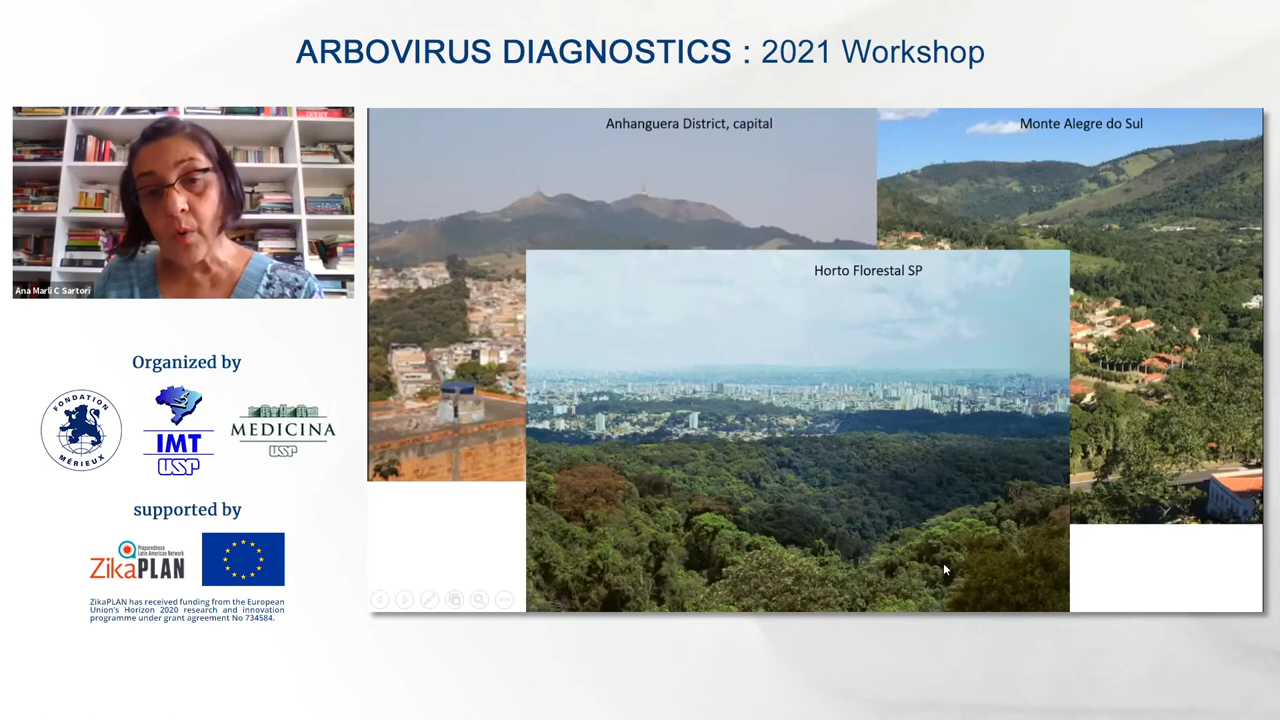 ARBOVIRUS DIAGNOSTICS : 2021 Workshop
Ana Marli C Sartori
Organized by
FONDATION
MÉRIEUX
IMT
USP
MEDICINA
USP
supported by
Preparedness
Latin American Network
ZikaPLAN
ZikaPLAN has received funding from the European
Union's Horizon 2020 research and innovation
programme under grant agreement No 734584.
Anhanguera District, capital
Monte Alegre do Sul
Horto Florestal SP